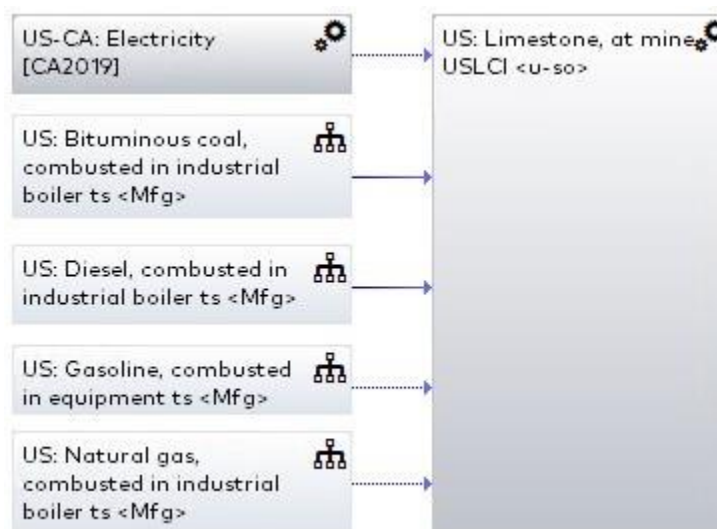 US-CA: Electricity
[CA2019]
US: Bituminous coal,
combusted in industrial
boiler ts <Mfg>
US: Diesel, combusted in
industrial boiler ts <Mfg>
US: Gasoline, combusted
in equipment ts <Mfg>
US: Natural gas,
combusted in industrial
boiler ts <Mfg>
US: Limestone, at mine
USLCI <u-so>